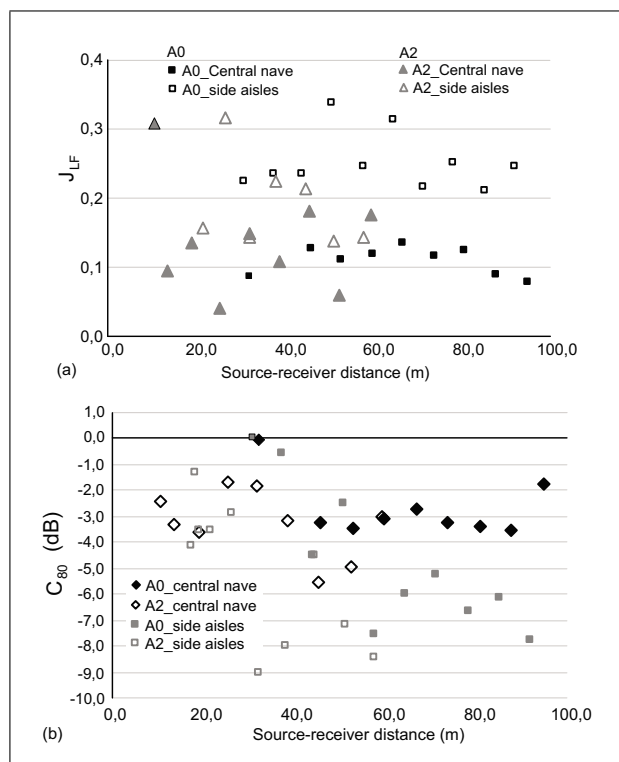 0,4
0,3
0,2
0,1
0,0
J_LF
A0
A0_Central nave
A0_side aisles
A2
A2_Central nave
A2_side aisles
0,0 20,0 40,0 60,0 80,0 100,0
Source-receiver distance (m)
(a)
1,0
0,0
-1,0
-2,0
-3,0
-4,0
-5,0
-6,0
-7,0
-8,0
-9,0
-10,0
C_80 (dB)
A0_central nave
A2_central nave
A0_side aisles
A2_side aisles
0,0 20,0 40,0 60,0 80,0 100,0
Source-receiver distance (m)
(b)